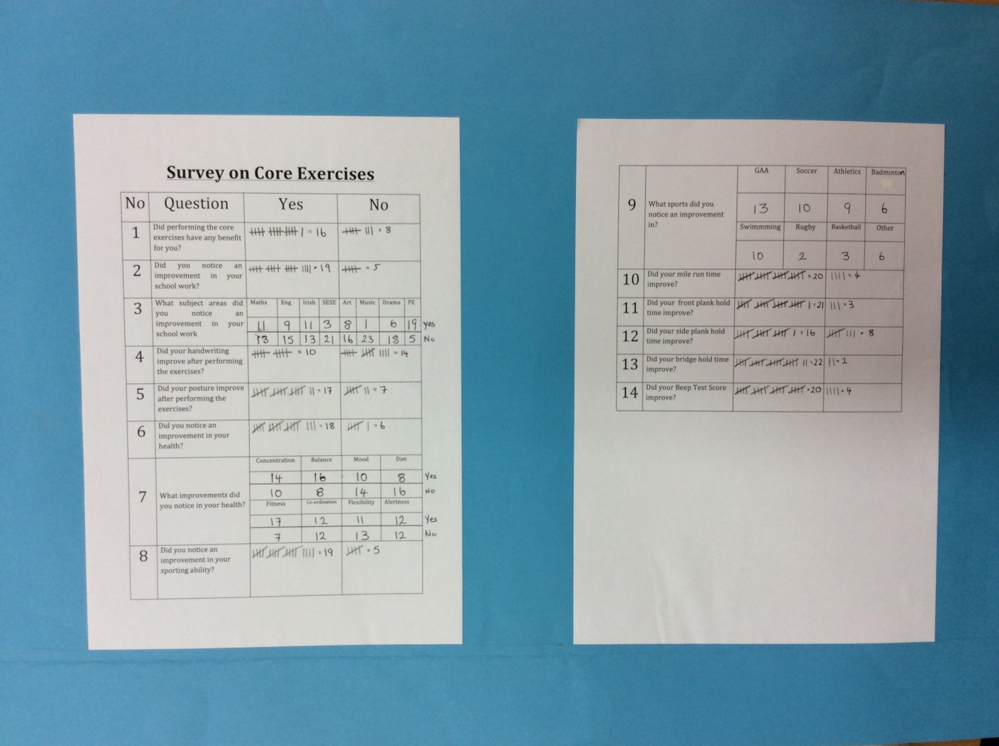 Survey on Core Exercises
No Question Yes No
1 Did performing the core exercises have any benefit for you? 卌 卌 卌 | = 16 卌 ||| = 8
2 Did you notice an improvement in your school work? 卌 卌 卌 |||| = 19 卌 = 5
3 What subject areas did you notice an improvement in your school work
Maths Eng Irish SESE Art Music Drama PE
11 9 11 3 8 1 6 19 Yes
13 15 13 21 16 23 18 5 No
4 Did your handwriting improve after performing the exercises? 卌 卌 = 10 卌 卌 |||| = 14
5 Did your posture improve after performing the exercises? 卌 卌 卌 || = 17 卌 || = 7
6 Did you notice an improvement in your health? 卌 卌 卌 ||| = 18 卌 | = 6
7 What improvements did you notice in your health?
Concentration Balance Mood Diet
14 16 10 8 Yes
10 8 14 16 No
Fitness Co-ordination Flexibility Alertness
17 12 11 12 Yes
7 12 13 12 No
8 Did you notice an improvement in your sporting ability? 卌 卌 卌 |||| = 19 卌 = 5
9 What sports did you notice an improvement in?
GAA Soccer Athletics Badminton
13 10 9 6
Swimmming Rugby Basketball Other
10 2 3 6
10 Did your mile run time improve? 卌 卌 卌 卌 = 20 |||| = 4
11 Did your front plank hold time improve? 卌 卌 卌 卌 | = 21 ||| = 3
12 Did your side plank hold time improve? 卌 卌 卌 | = 16 卌 ||| = 8
13 Did your bridge hold time improve? 卌 卌 卌 卌 || = 22 || = 2
14 Did your Beep Test Score improve? 卌 卌 卌 卌 = 20 |||| = 4